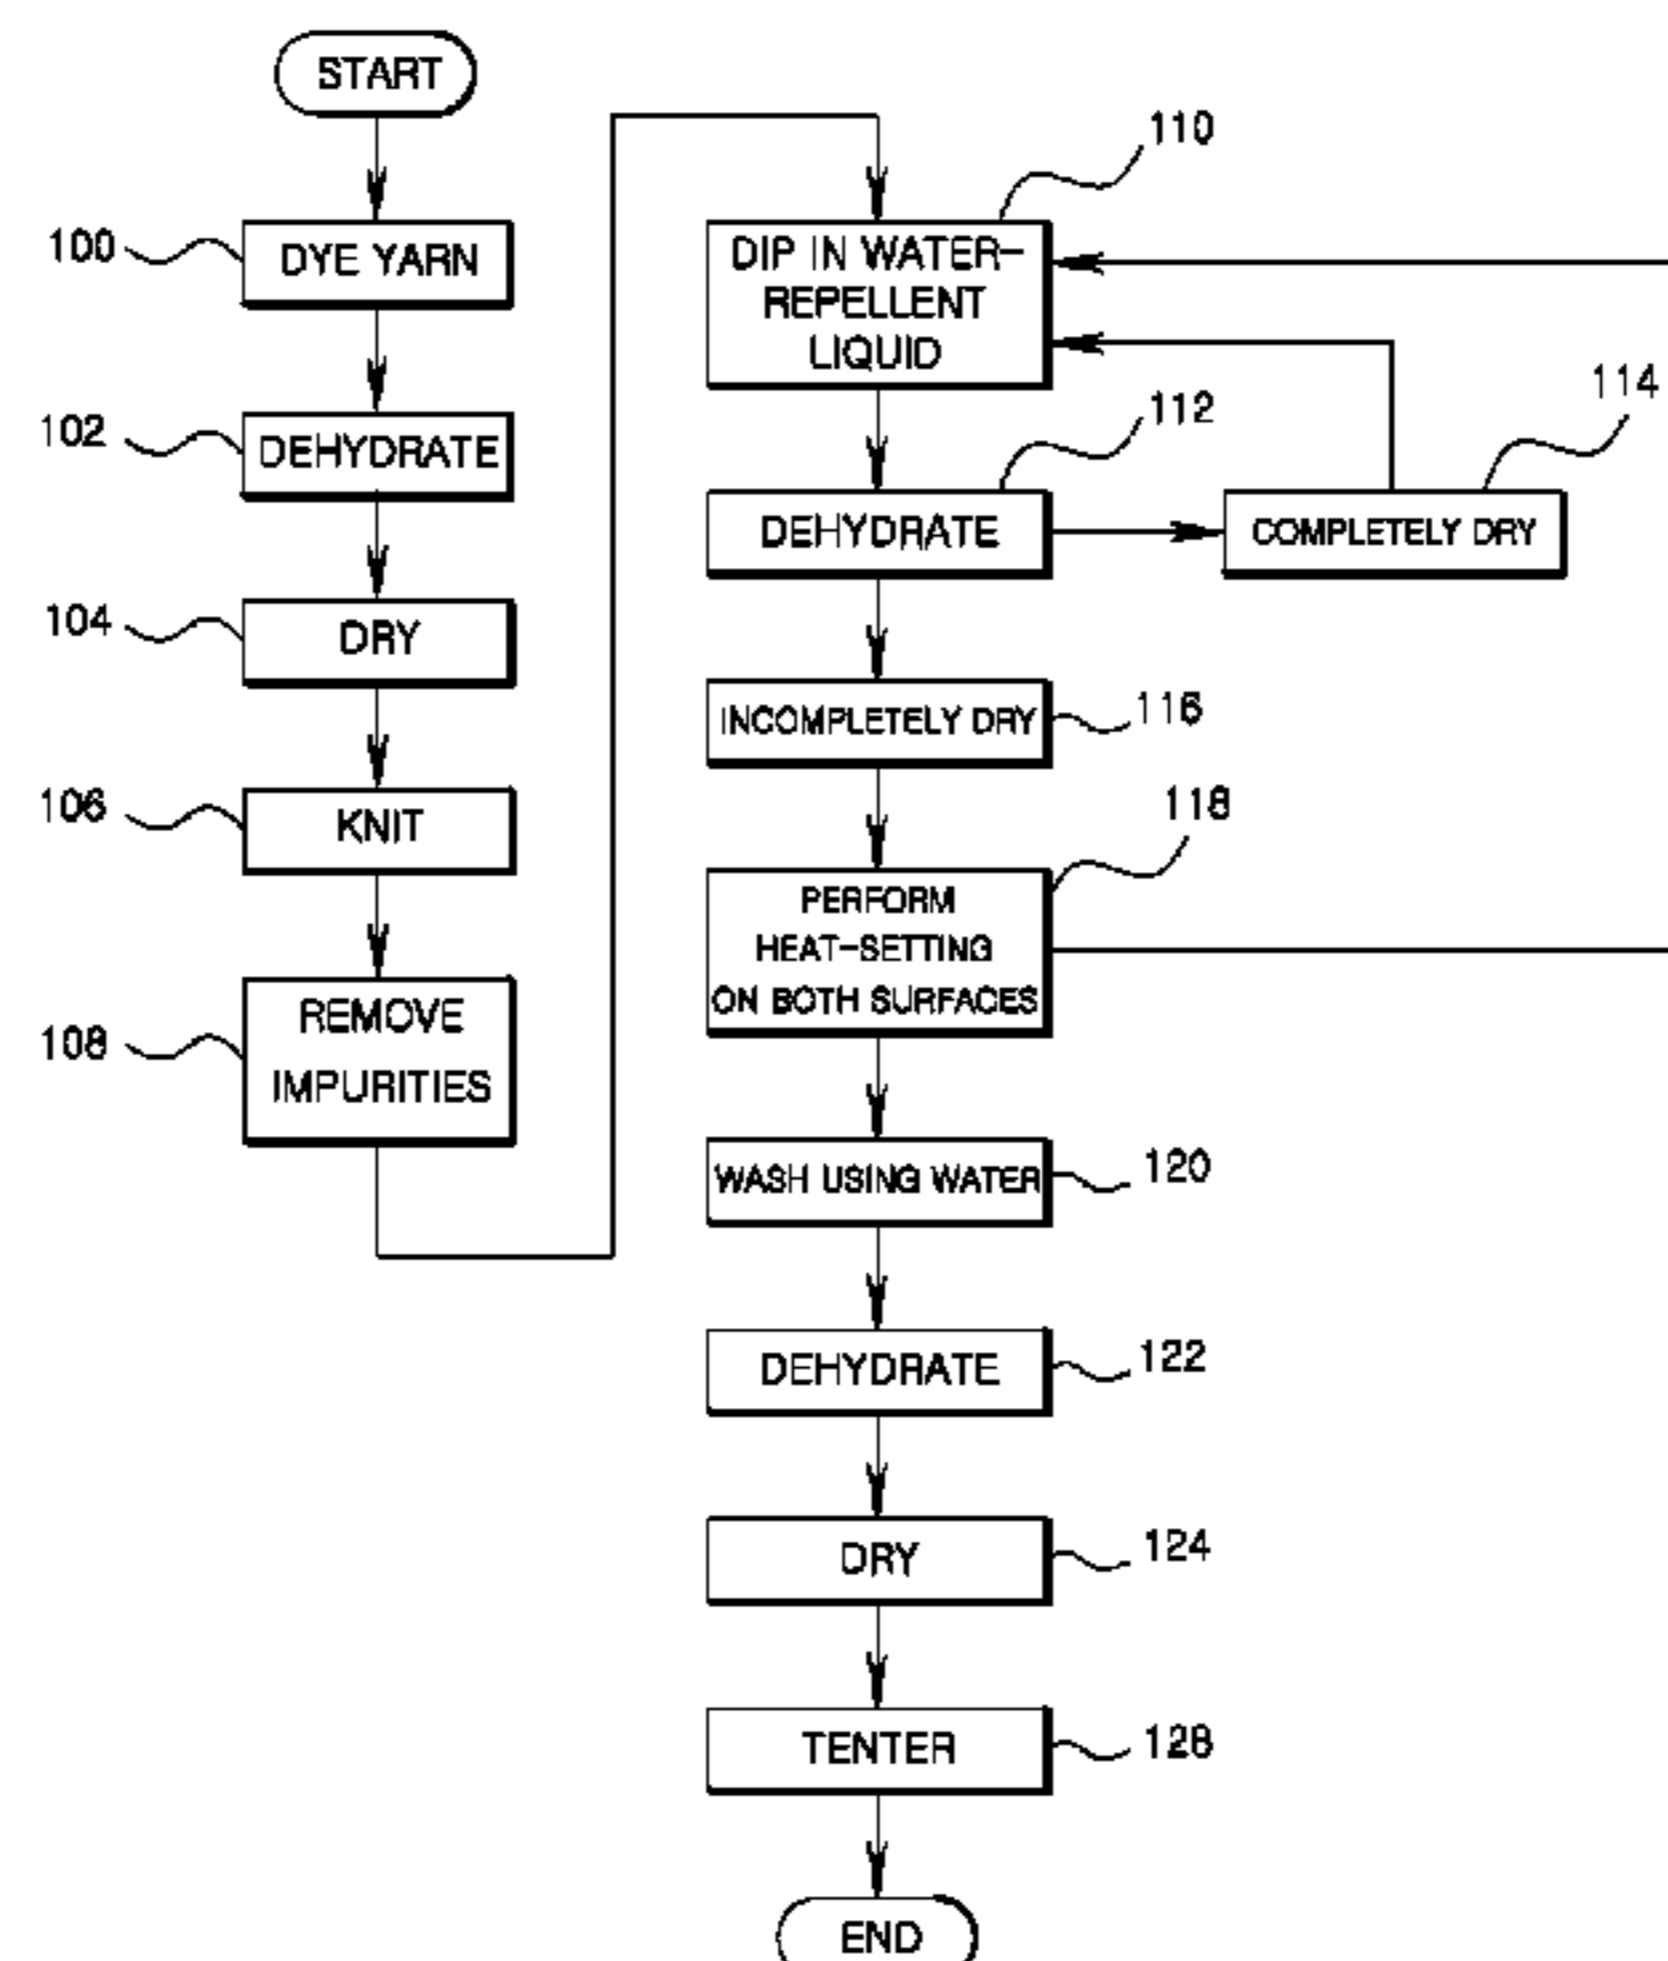 START
100
DYE YARN
102
DEHYDRATE
104
DRY
106
KNIT
108
REMOVE
IMPURITIES
110
DIP IN WATER-
REPELLENT
LIQUID
112
DEHYDRATE
114
COMPLETELY DRY
INCOMPLETELY DRY
116
118
PERFORM
HEAT-SETTING
ON BOTH SURFACES
WASH USING WATER
120
DEHYDRATE
122
DRY
124
TENTER
128
END